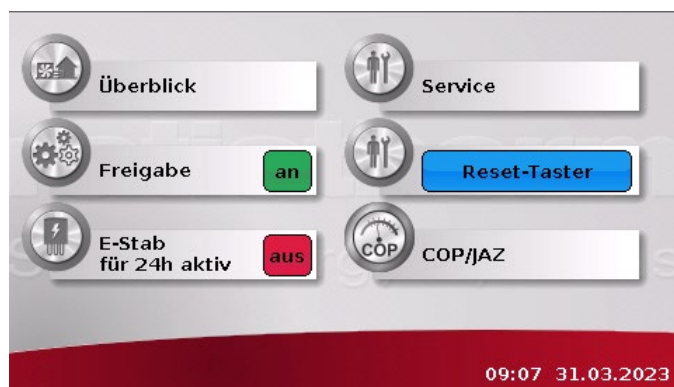 Überblick
Service
Freigabe
an
Reset-Taster
E-Stab
für 24h aktiv
aus
COP
COP/JAZ
09:07 31.03.2023